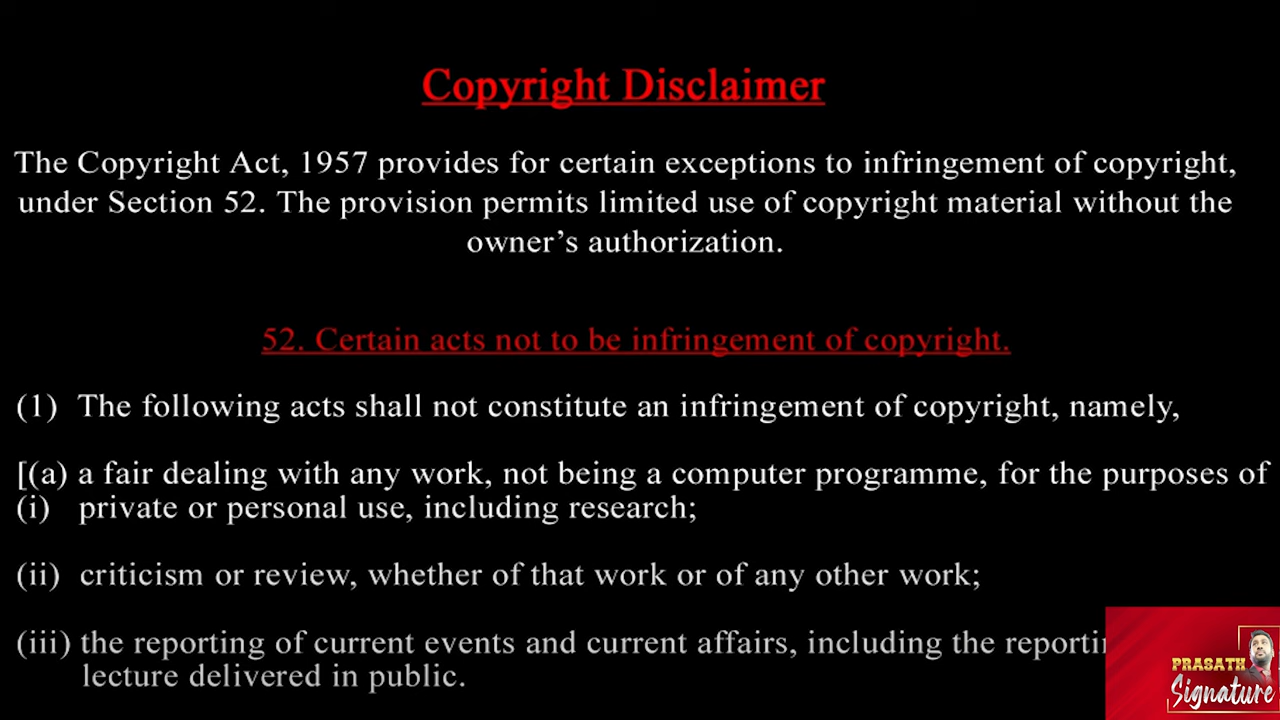 Copyright Disclaimer
The Copyright Act, 1957 provides for certain exceptions to infringement of copyright,
under Section 52. The provision permits limited use of copyright material without the
owner's authorization.
52. Certain acts not to be infringement of copyright.
(1) The following acts shall not constitute an infringement of copyright, namely,
[(a) a fair dealing with any work, not being a computer programme, for the purposes of
(i) private or personal use, including research;
(ii) criticism or review, whether of that work or of any other work;
(iii) the reporting of current events and current affairs, including the
lecture delivered in public.
PRASATH
Signature